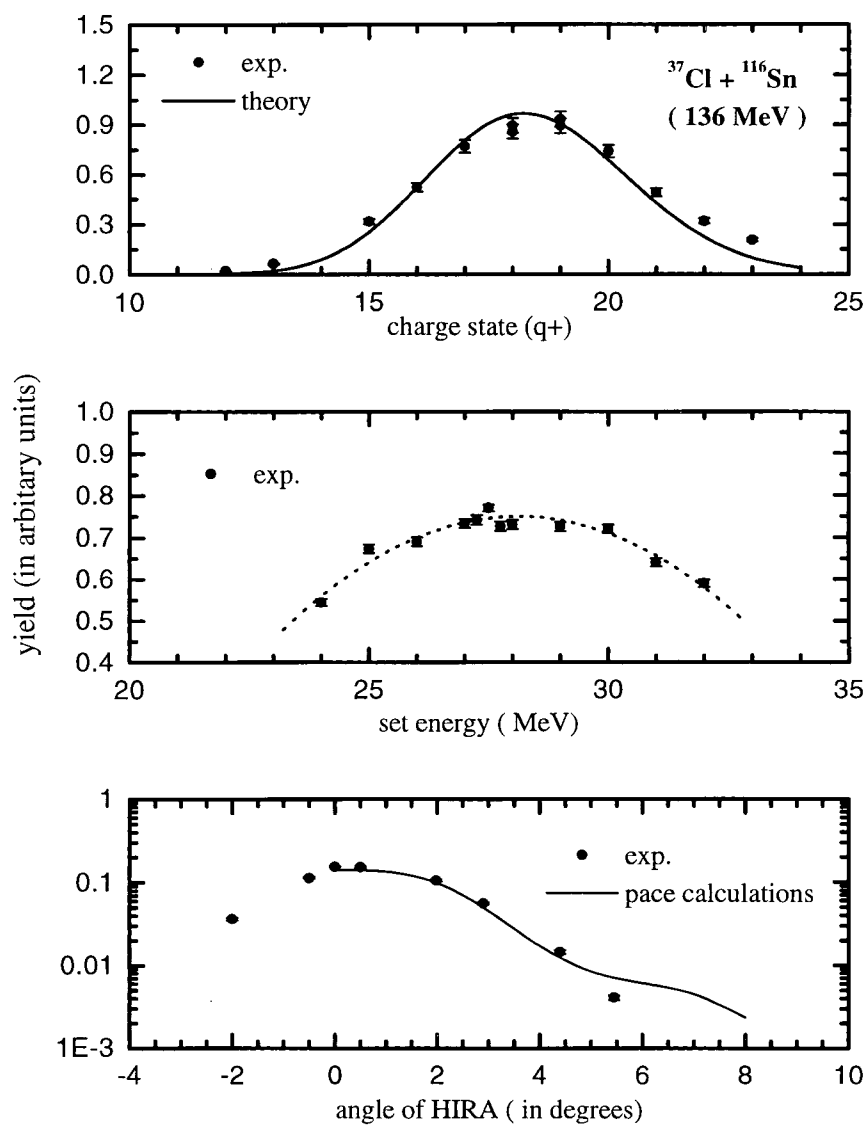 1.5
1.2
0.9
0.6
0.3
0.0
exp.
theory
³⁷Cl + ¹¹⁶Sn
( 136 MeV )
10 15 20 25
charge state (q+)
yield (in arbitary units)
1.0
0.9
0.8
0.7
0.6
0.5
0.4
exp.
20 25 30 35
set energy ( MeV)
1
0.1
0.01
1E-3
exp.
pace calculations
-4 -2 0 2 4 6 8 10
angle of HIRA ( in degrees)